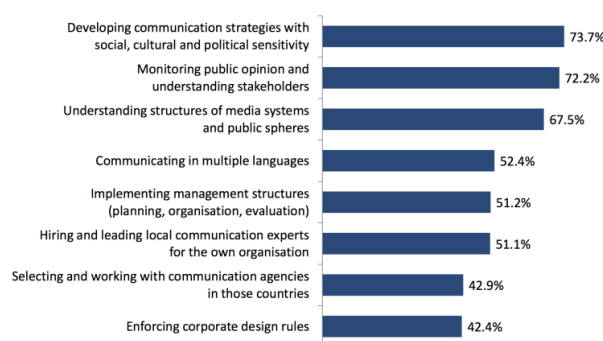 Developing communication strategies with
social, cultural and political sensitivity
73.7%
Monitoring public opinion and
understanding stakeholders
72.2%
Understanding structures of media systems
and public spheres
67.5%
Communicating in multiple languages
52.4%
Implementing management structures
(planning, organisation, evaluation)
51.2%
Hiring and leading local communication experts
for the own organisation
51.1%
Selecting and working with communication agencies
in those countries
42.9%
Enforcing corporate design rules
42.4%